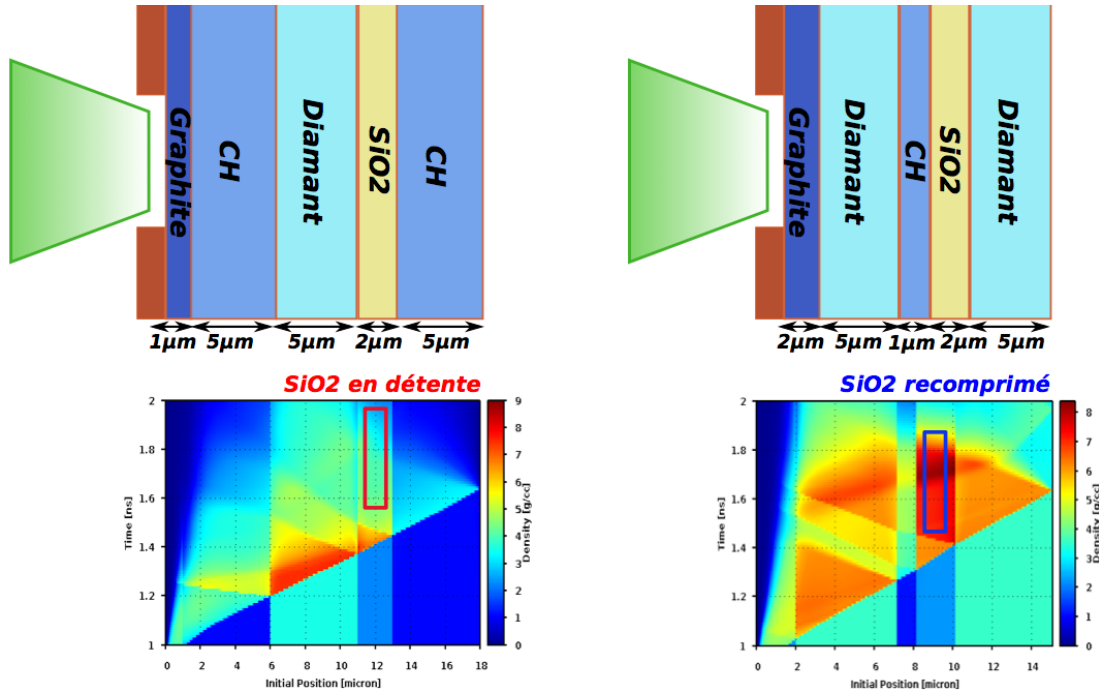 Graphite
CH
Diamant
SiO2
CH
1µm
5µm
5µm
2µm
5µm
Graphite
Diamant
CH
SiO2
Diamant
2µm
5µm
1µm
2µm
5µm
SiO2 en détente
2
1.8
1.6
1.4
1.2
1
Time [ns]
0 2 4 6 8 10 12 14 16 18
Initial Position [micron]
9
8
7
6
5
4
3
2
1
0
Density [g/cc]
SiO2 recomprimé
2
1.8
1.6
1.4
1.2
1
Time [ns]
0 2 4 6 8 10 12 14
Initial Position [micron]
8
7
6
5
4
3
2
1
0
Density [g/cc]